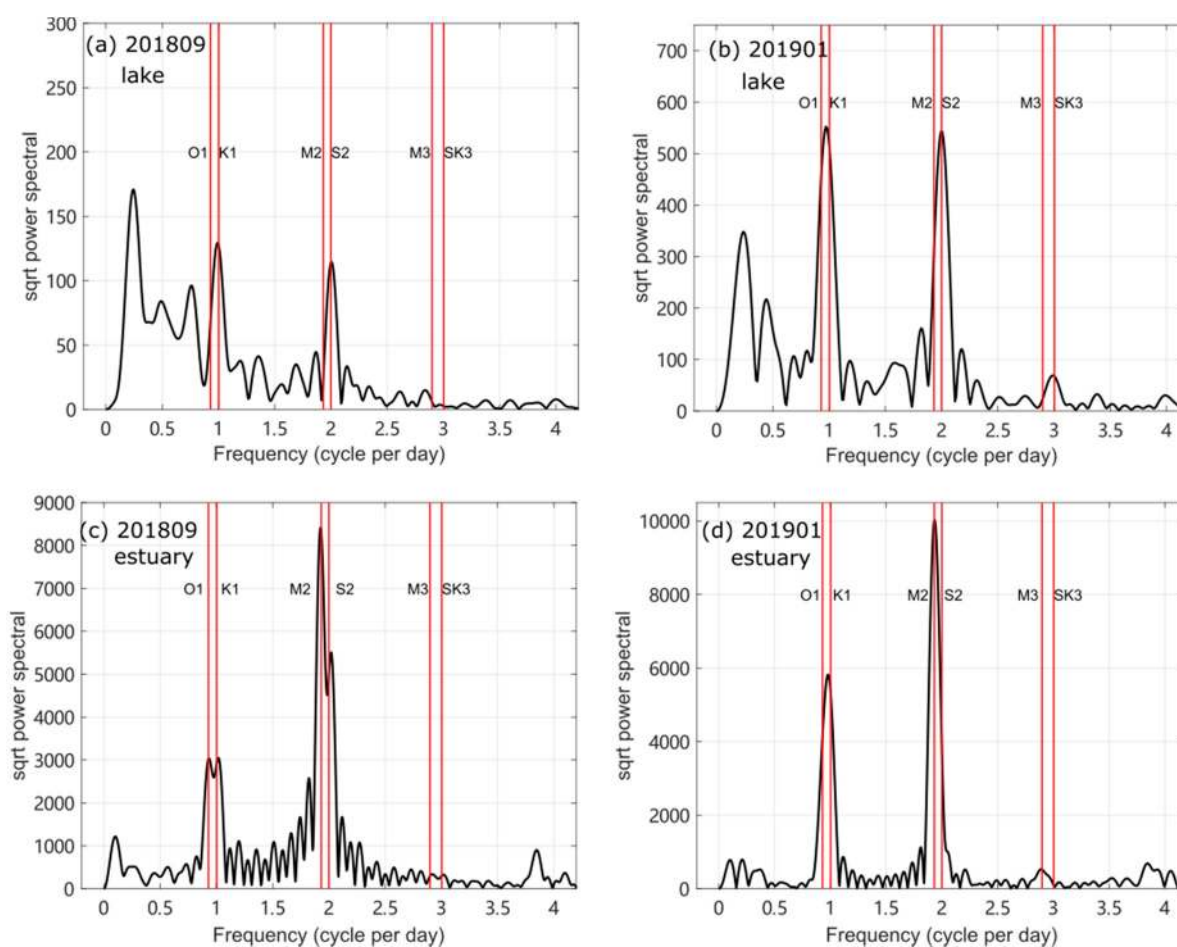 (a) 201809
lake
300
250
200
150
100
50
0
sqrt power spectral
O1 K1 M2 S2 M3 SK3
0 0.5 1 1.5 2 2.5 3 3.5 4
Frequency (cycle per day)
(b) 201901
lake
700
600
500
400
300
200
100
0
sqrt power spectral
O1 K1 M2 S2 M3 SK3
0 0.5 1 1.5 2 2.5 3 3.5 4
Frequency (cycle per day)
(c) 201809
estuary
9000
8000
7000
6000
5000
4000
3000
2000
1000
0
sqrt power spectral
O1 K1 M2 S2 M3 SK3
0 0.5 1 1.5 2 2.5 3 3.5 4
Frequency (cycle per day)
(d) 201901
estuary
10000
8000
6000
4000
2000
0
sqrt power spectral
O1 K1 M2 S2 M3 SK3
0 0.5 1 1.5 2 2.5 3 3.5 4
Frequency (cycle per day)